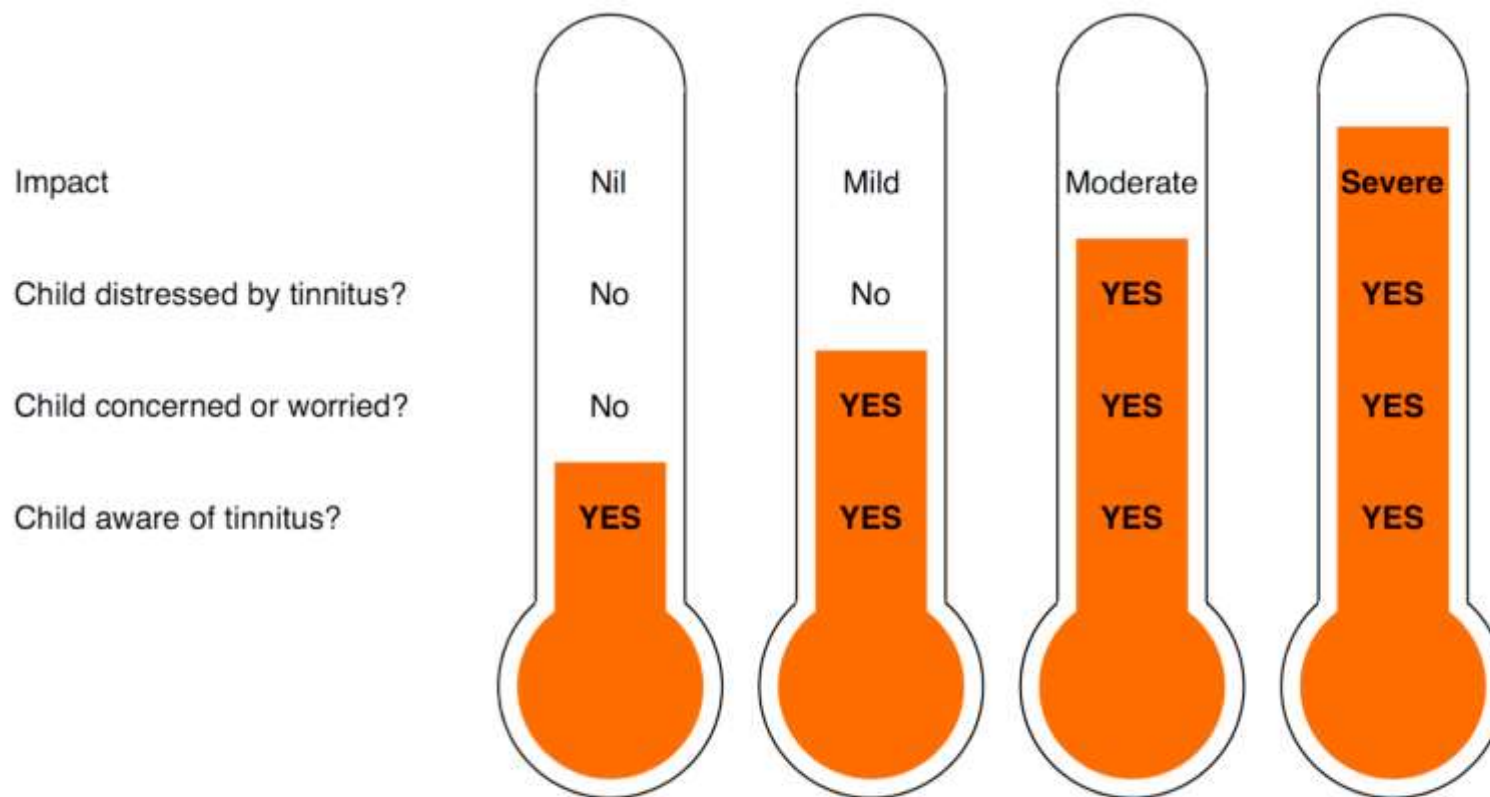 Impact Nil Mild Moderate Severe
Child distressed by tinnitus? No No YES YES
Child concerned or worried? No YES YES YES
Child aware of tinnitus? YES YES YES YES